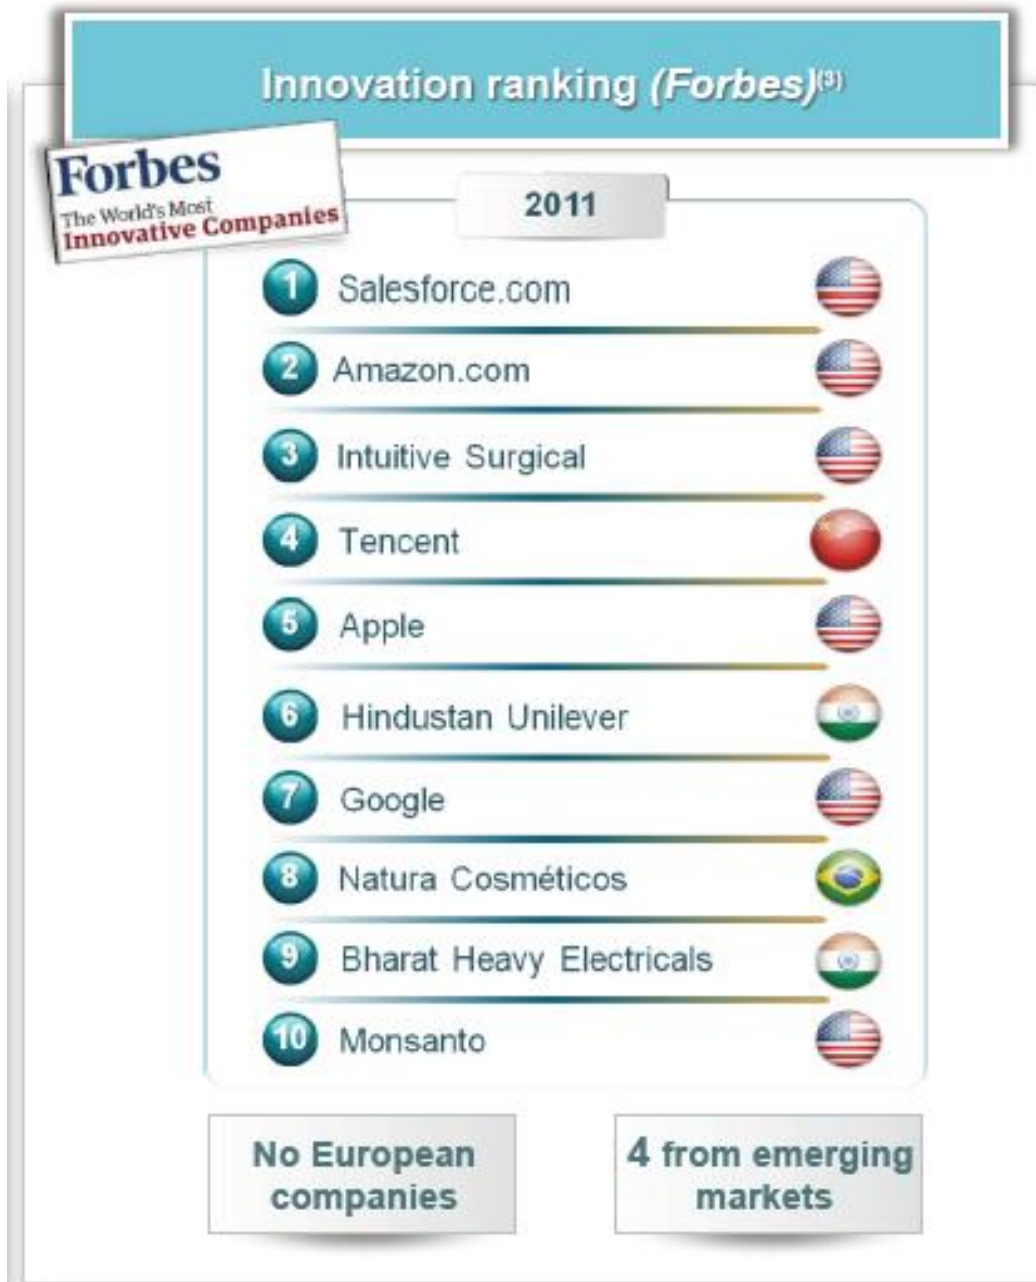 Innovation ranking (Forbes)(3)
Forbes
The World's Most
Innovative Companies
2011
1 Salesforce.com
2 Amazon.com
3 Intuitive Surgical
4 Tencent
5 Apple
6 Hindustan Unilever
7 Google
8 Natura Cosméticos
9 Bharat Heavy Electricals
10 Monsanto
No European
companies
4 from emerging
markets